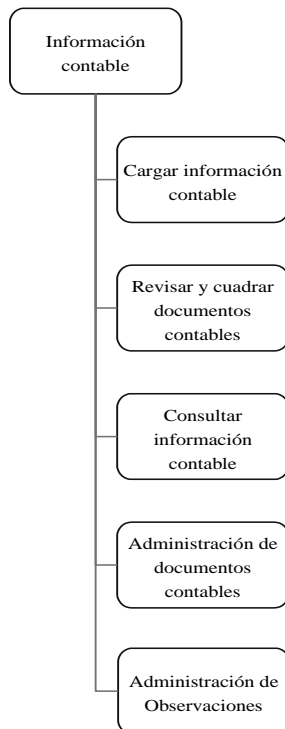 Información
contable
Cargar información
contable
Revisar y cuadrar
documentos
contables
Consultar
información
contable
Administración de
documentos
contables
Administración de
Observaciones